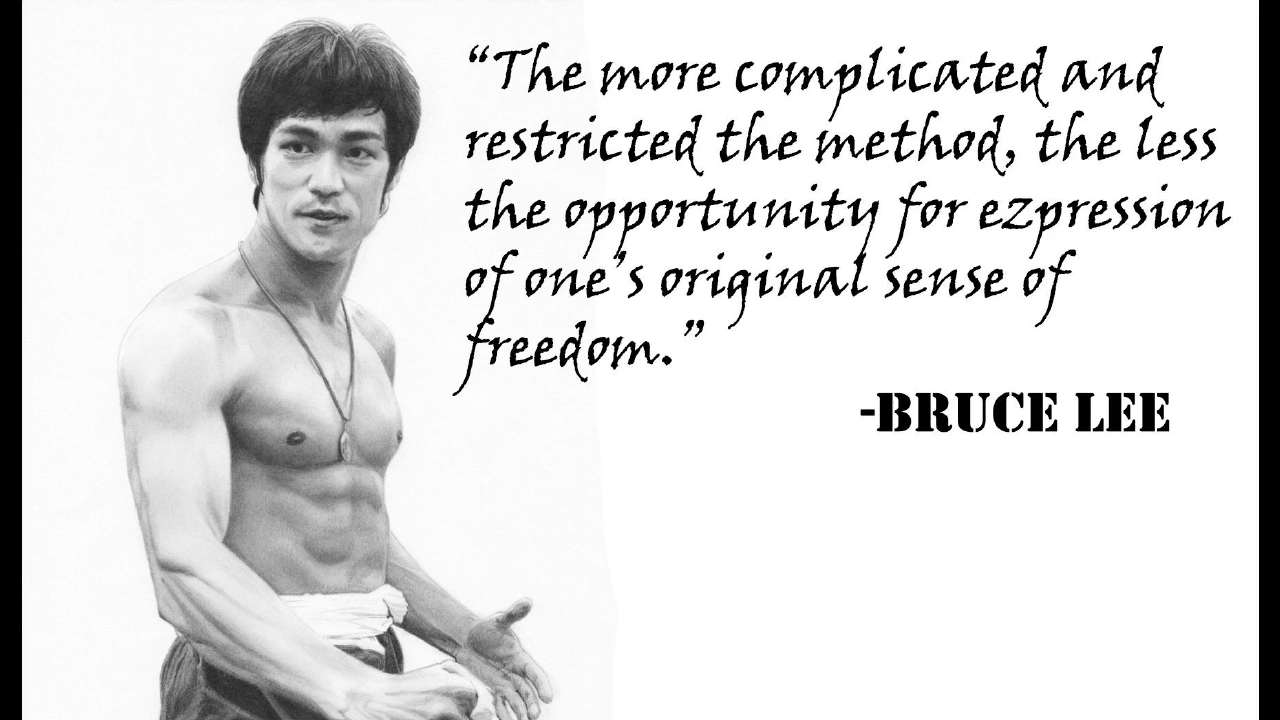 “The more complicated and
restricted the method, the less
the opportunity for ezpression
of one's original sense of
freedom.”
-BRUCE LEE